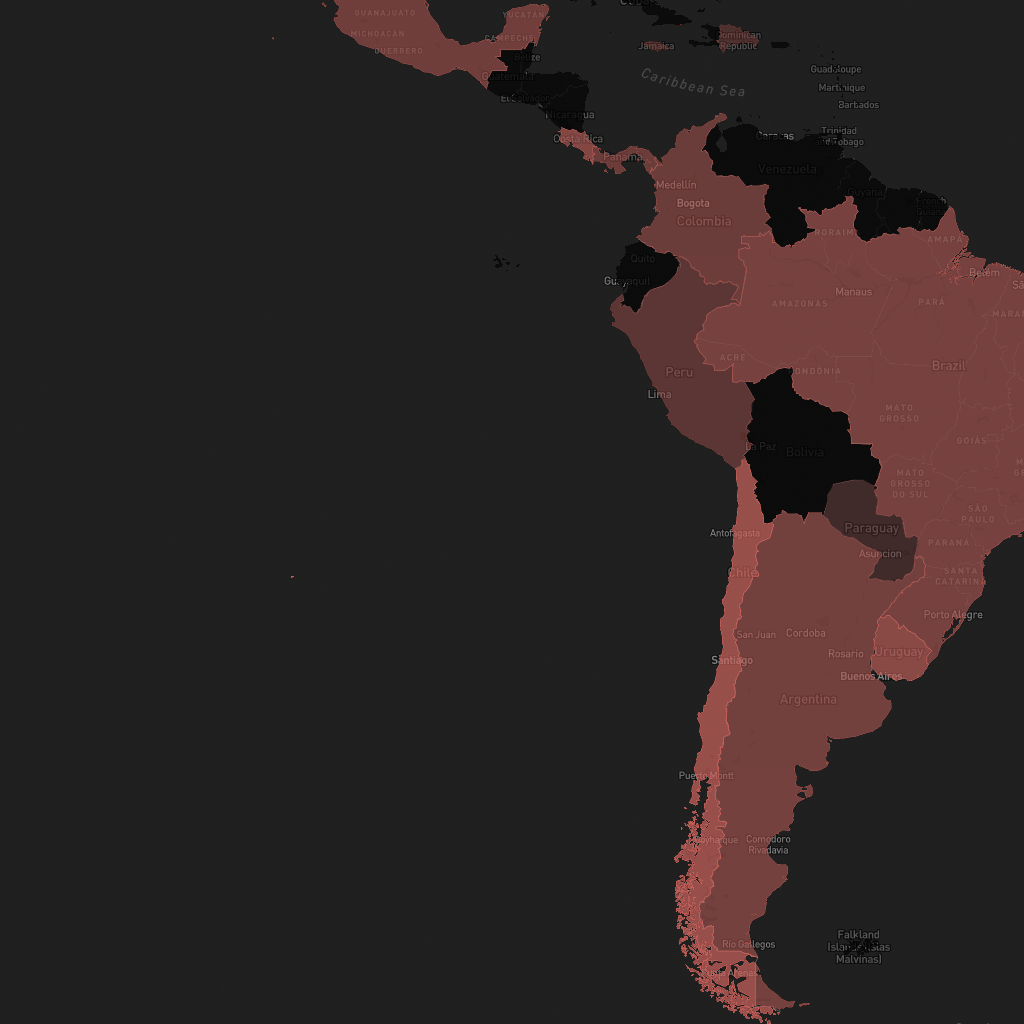 GUANAJUATO
YUCATÁN
MICHOACÁN
CAMPECHE
GUERRERO
Dominican
Republic
Jamaica
Belize
Guatemala
El Salvador
Nicaragua
Costa Rica
Panama
Caribbean Sea
Guadeloupe
Martinique
Barbados
Trinidad
and Tobago
Caracas
Venezuela
Guyana
French
Guiana
Medellín
Bogota
Colombia
RORAIMA
AMAPÁ
Quito
Guayaquil
Belém
Manaus
AMAZONAS
PARÁ
ACRE
Peru
Lima
RONDÔNIA
Brazil
MATO
GROSSO
GOIÁS
La Paz
Bolivia
MATO
GROSSO
DO SUL
SÃO
PAULO
Antofagasta
Paraguay
Asuncion
PARANÁ
Chile
SANTA
CATARINA
Porto Alegre
San Juan
Cordoba
Santiago
Rosario
Uruguay
Buenos Aires
Argentina
Puerto Montt
Coyhaique
Comodoro
Rivadavia
Río Gallegos
Falkland
Islands (Islas
Malvinas)
Punta Arenas